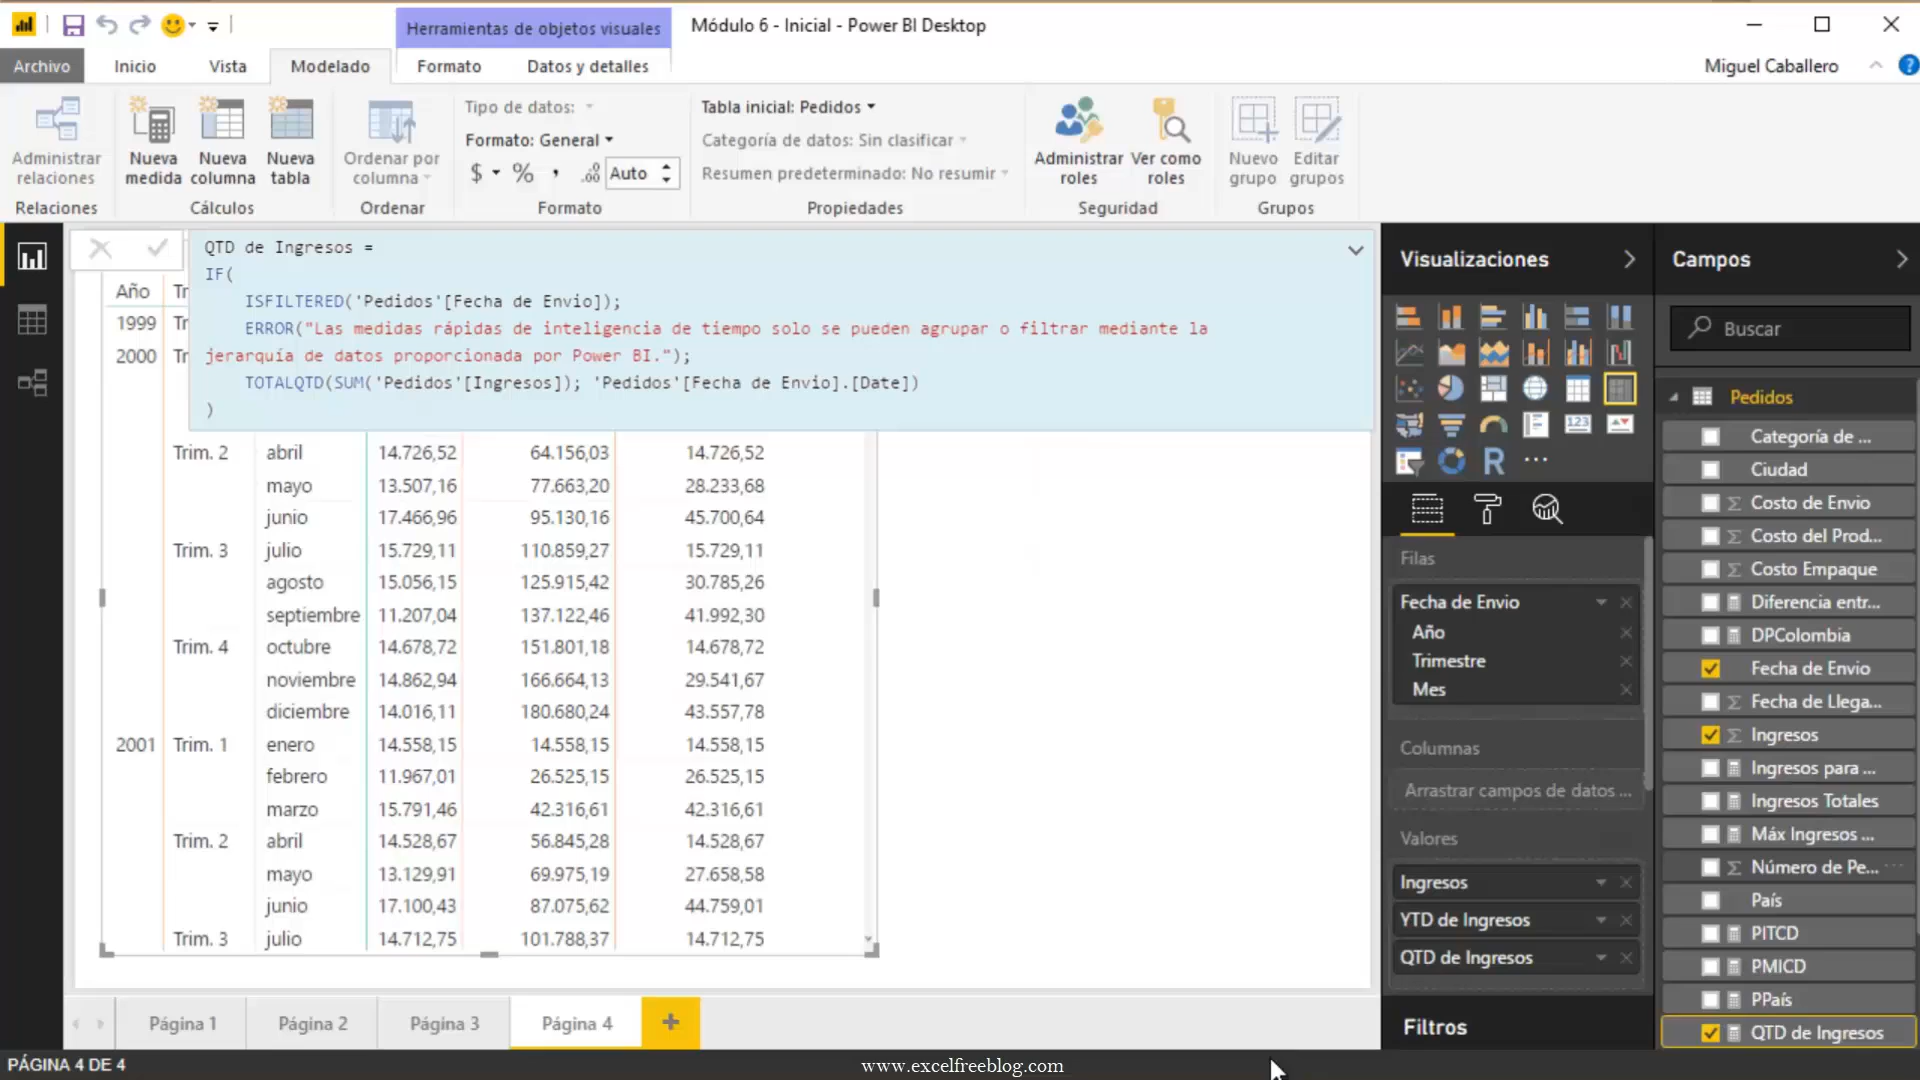 Herramientas de objetos visuales
Módulo 6 - Inicial - Power BI Desktop
Archivo
Inicio
Vista
Modelado
Formato
Datos y detalles
Miguel Caballero
?
Administrar
relaciones
Relaciones
Nueva
medida
Nueva
columna
Nueva
tabla
Cálculos
Ordenar por
columna
Ordenar
Tipo de datos:
Formato: General
$ % , .00 Auto
Formato
Tabla inicial: Pedidos
Categoría de datos: Sin clasificar
Resumen predeterminado: No resumir
Propiedades
Administrar
roles
Ver como
roles
Seguridad
Nuevo
grupo
Editar
grupos
Grupos
QTD de Ingresos =
IF(
ISFILTERED('Pedidos'[Fecha de Envio]);
ERROR("Las medidas rápidas de inteligencia de tiempo solo se pueden agrupar o filtrar mediante la
jerarquía de datos proporcionada por Power BI.");
TOTALQTD(SUM('Pedidos'[Ingresos]); 'Pedidos'[Fecha de Envio].[Date])
)
Año Tr
1999 Tr
2000 Tr
Trim. 2 abril 14.726,52 64.156,03 14.726,52
mayo 13.507,16 77.663,20 28.233,68
junio 17.466,96 95.130,16 45.700,64
Trim. 3 julio 15.729,11 110.859,27 15.729,11
agosto 15.056,15 125.915,42 30.785,26
septiembre 11.207,04 137.122,46 41.992,30
Trim. 4 octubre 14.678,72 151.801,18 14.678,72
noviembre 14.862,94 166.664,13 29.541,67
diciembre 14.016,11 180.680,24 43.557,78
2001 Trim. 1 enero 14.558,15 14.558,15 14.558,15
febrero 11.967,01 26.525,15 26.525,15
marzo 15.791,46 42.316,61 42.316,61
Trim. 2 abril 14.528,67 56.845,28 14.528,67
mayo 13.129,91 69.975,19 27.658,58
junio 17.100,43 87.075,62 44.759,01
Trim. 3 julio 14.712,75 101.788,37 14.712,75
Visualizaciones
123
R ...
Filas
Fecha de Envio
Año
Trimestre
Mes
Columnas
Arrastrar campos de datos ...
Valores
Ingresos
YTD de Ingresos
QTD de Ingresos
Filtros
Campos
Buscar
Pedidos
Categoría de ...
Ciudad
Σ Costo de Envio
Σ Costo del Prod...
Σ Costo Empaque
Diferencia entr...
DPColombia
Fecha de Envio
Σ Fecha de Llega...
Σ Ingresos
Ingresos para ...
Ingresos Totales
Máx Ingresos ...
Σ Número de Pe... ...
País
PITCD
PMICD
PPaís
QTD de Ingresos
Página 1
Página 2
Página 3
Página 4
+
PÁGINA 4 DE 4
www.excelfreeblog.com